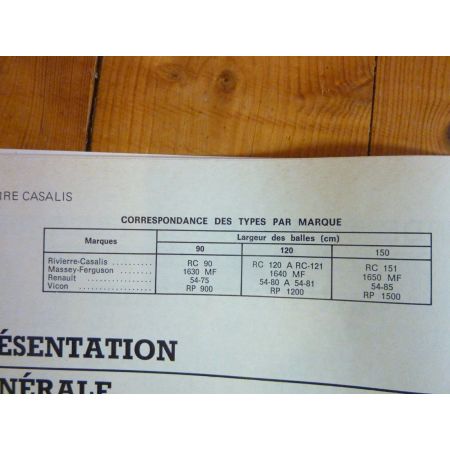 RRE CASALIS
CORRESPONDANCE DES TYPES PAR MARQUE
Marques Largeur des balles (cm)
90 120 150
Rivierre-Casalis .......... RC 90 RC 120 A RC-121 RC 151
Massey-Ferguson ......... 1630 MF 1640 MF 1650 MF
Renault ................. 54-75 54-80 A 54-81 54-85
Vicon ................. RP 900 RP 1200 RP 1500
ÉSENTATION
NÉRALE